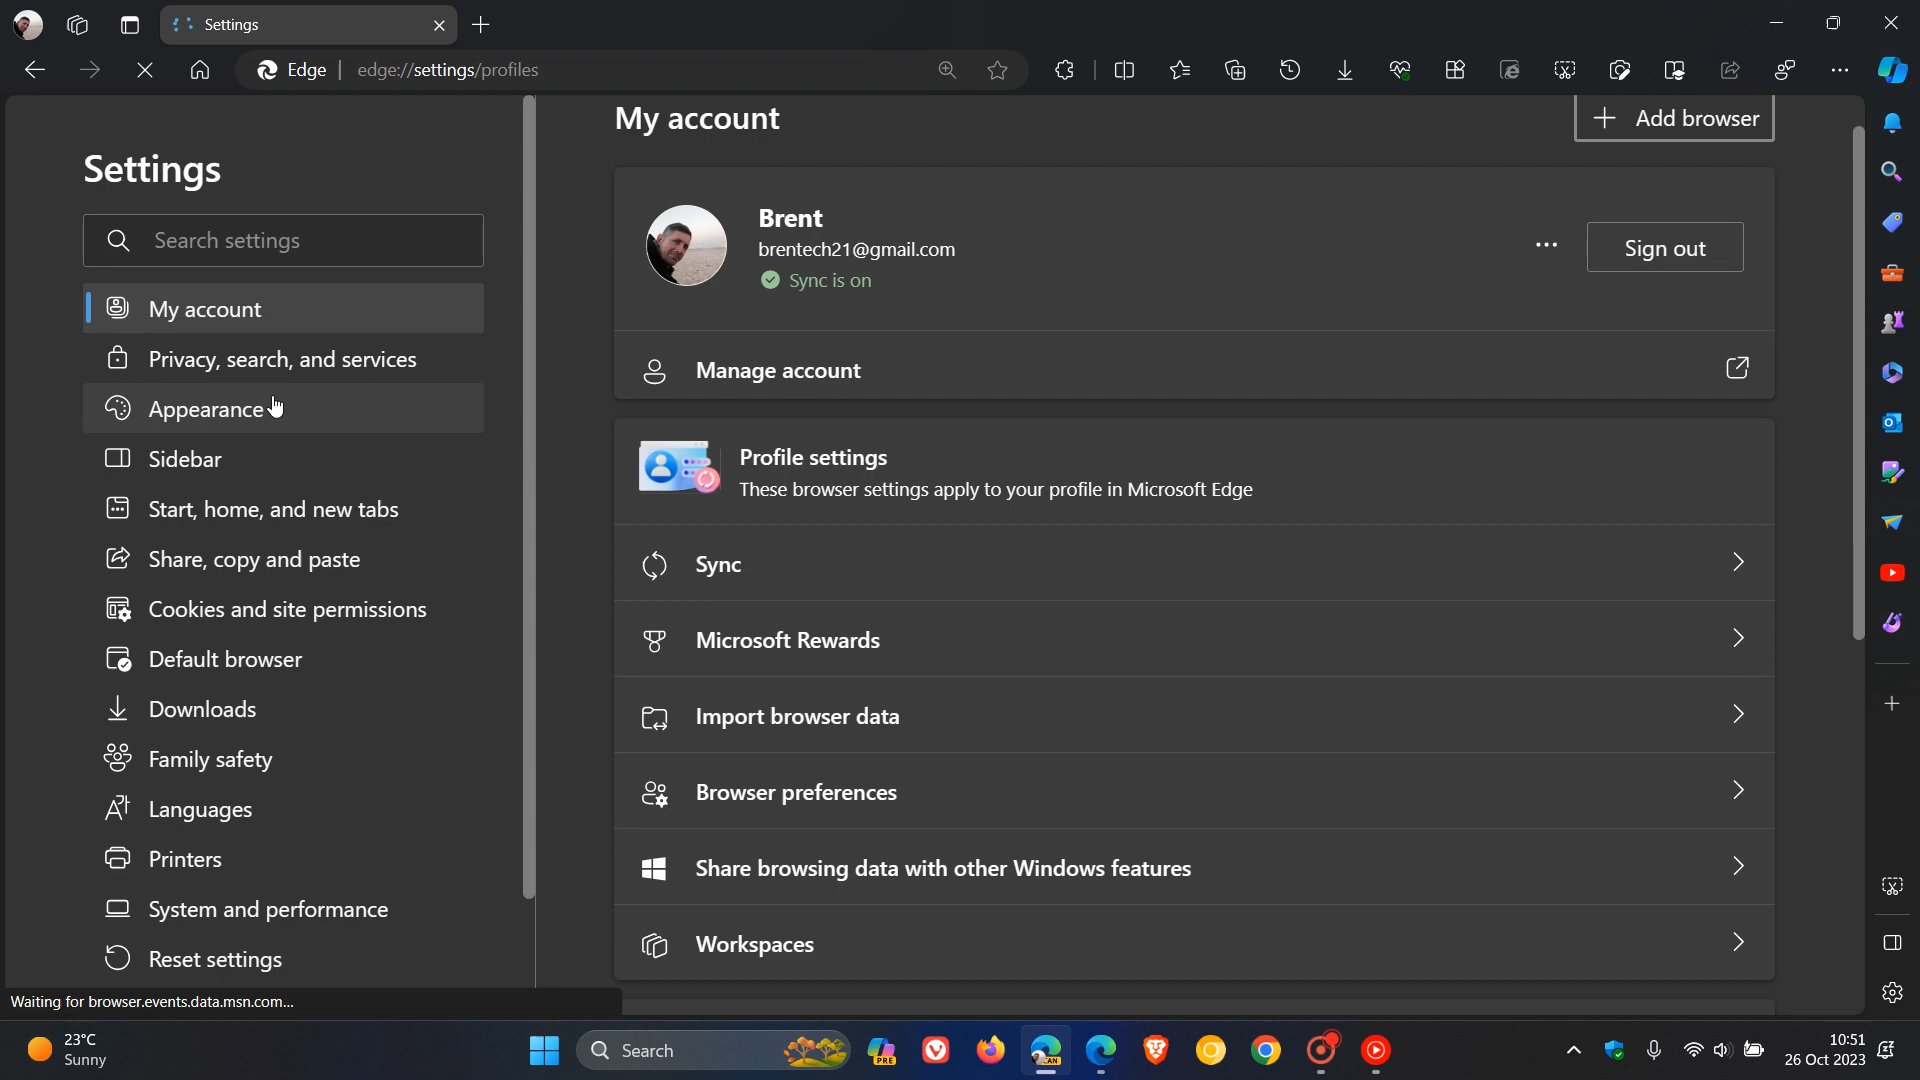 Settings
Edge
edge://settings/profiles
Settings
Search settings
My account
Privacy, search, and services
Appearance
Sidebar
Start, home, and new tabs
Share, copy and paste
Cookies and site permissions
Default browser
Downloads
Family safety
Languages
Printers
System and performance
Reset settings
Waiting for browser.events.data.msn.com...
My account
Add browser
Brent
brentech21@gmail.com
Sync is on
Sign out
Manage account
Profile settings
These browser settings apply to your profile in Microsoft Edge
Sync
Microsoft Rewards
Import browser data
Browser preferences
Share browsing data with other Windows features
Workspaces
23°C
Sunny
Search
PRE
CAN
10:51
26 Oct 2023